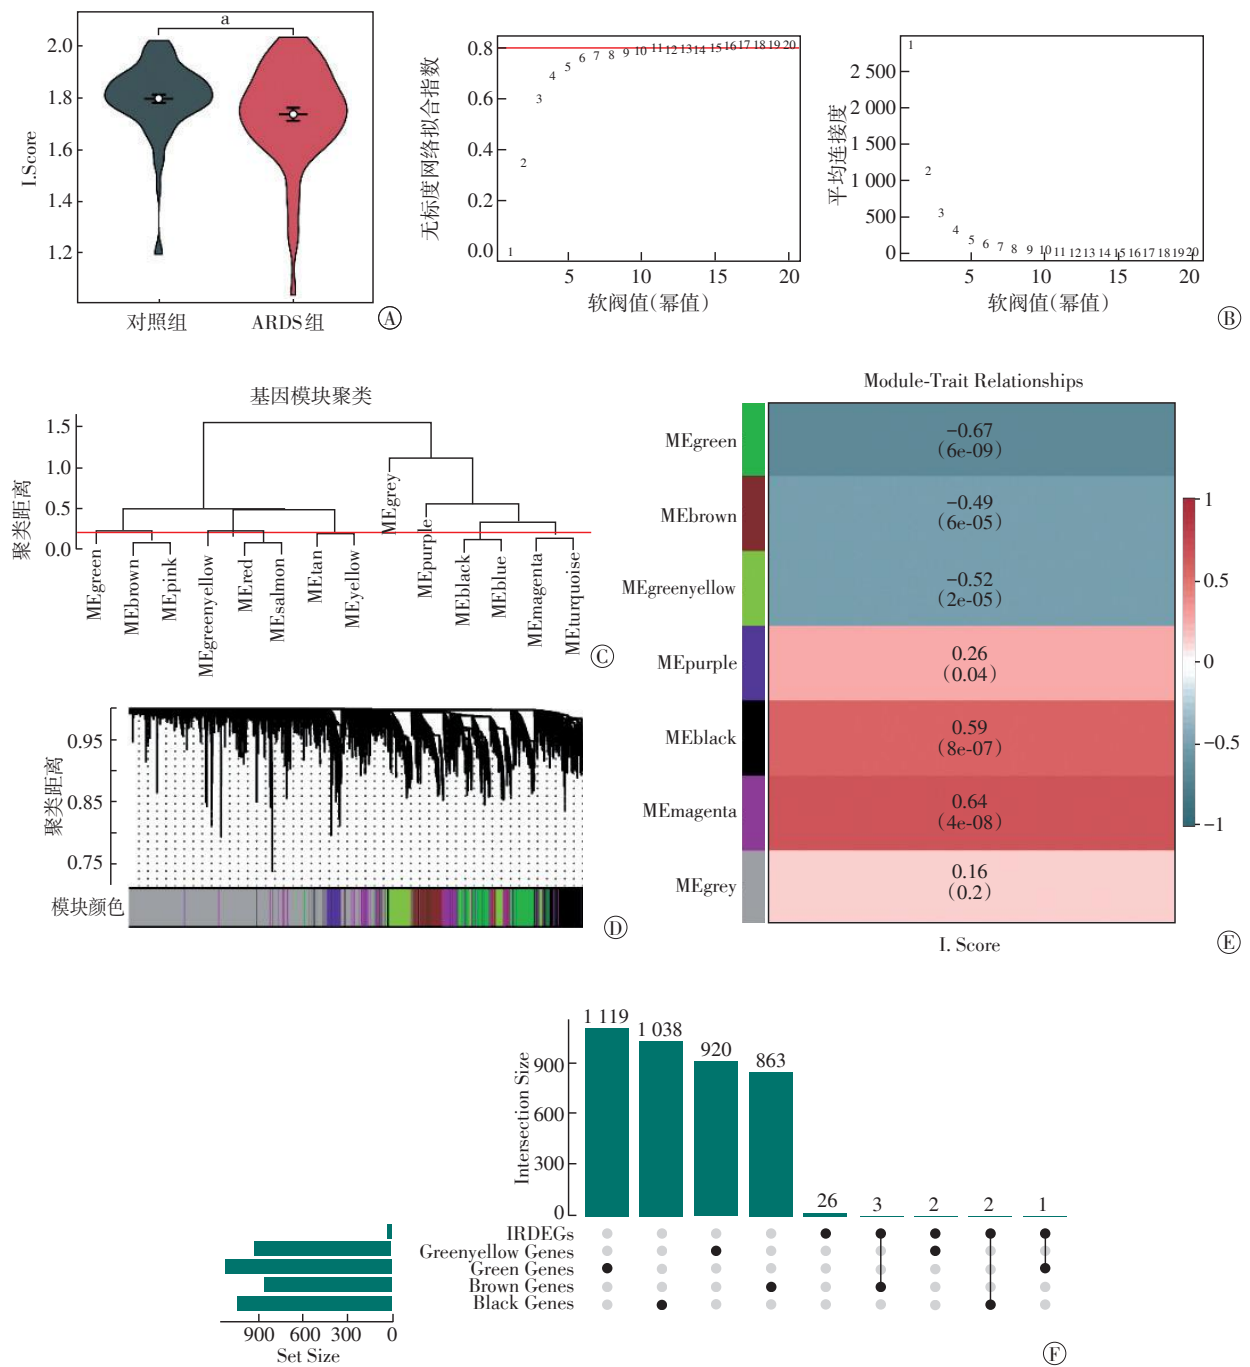 a
2.0
1.8
1.6
1.4
1.2
I.Score
对照组 ARDS组
Ⓐ
0.8
0.6
0.4
0.2
0.0
无标度网络拟合指数
1 2 3 4 5 6 7 8 9 10 11 12 13 14 15 16 17 18 19 20
5 10 15 20
软阀值(幂值)
2 500
2 000
1 500
1 000
500
0
平均连接度
1 2 3 4 5 6 7 8 9 10 11 12 13 14 15 16 17 18 19 20
5 10 15 20
软阀值(幂值)
Ⓑ
基因模块聚类
1.5
1.0
0.5
0.0
聚类距离
MEgreen
MEbrown
MEpink
MEgreenyellow
MEred
MEsalmon
MEtan
MEyellow
MEgrey
MEpurple
MEblack
MEblue
MEmagenta
MEturquoise
Ⓒ
0.95
0.85
0.75
聚类距离
模块颜色
Ⓓ
Module-Trait Relationships
MEgreen
−0.67
(6e-09)
MEbrown
−0.49
(6e-05)
MEgreenyellow
−0.52
(2e-05)
MEpurple
0.26
(0.04)
MEblack
0.59
(8e-07)
MEmagenta
0.64
(4e-08)
MEgrey
0.16
(0.2)
1
0.5
0
−0.5
−1
I. Score
Ⓔ
1 119 1 038 920 863 26 3 2 2 1
900
600
300
0
Intersection Size
IRDEGs
Greenyellow Genes
Green Genes
Brown Genes
Black Genes
900 600 300 0
Set Size
Ⓕ